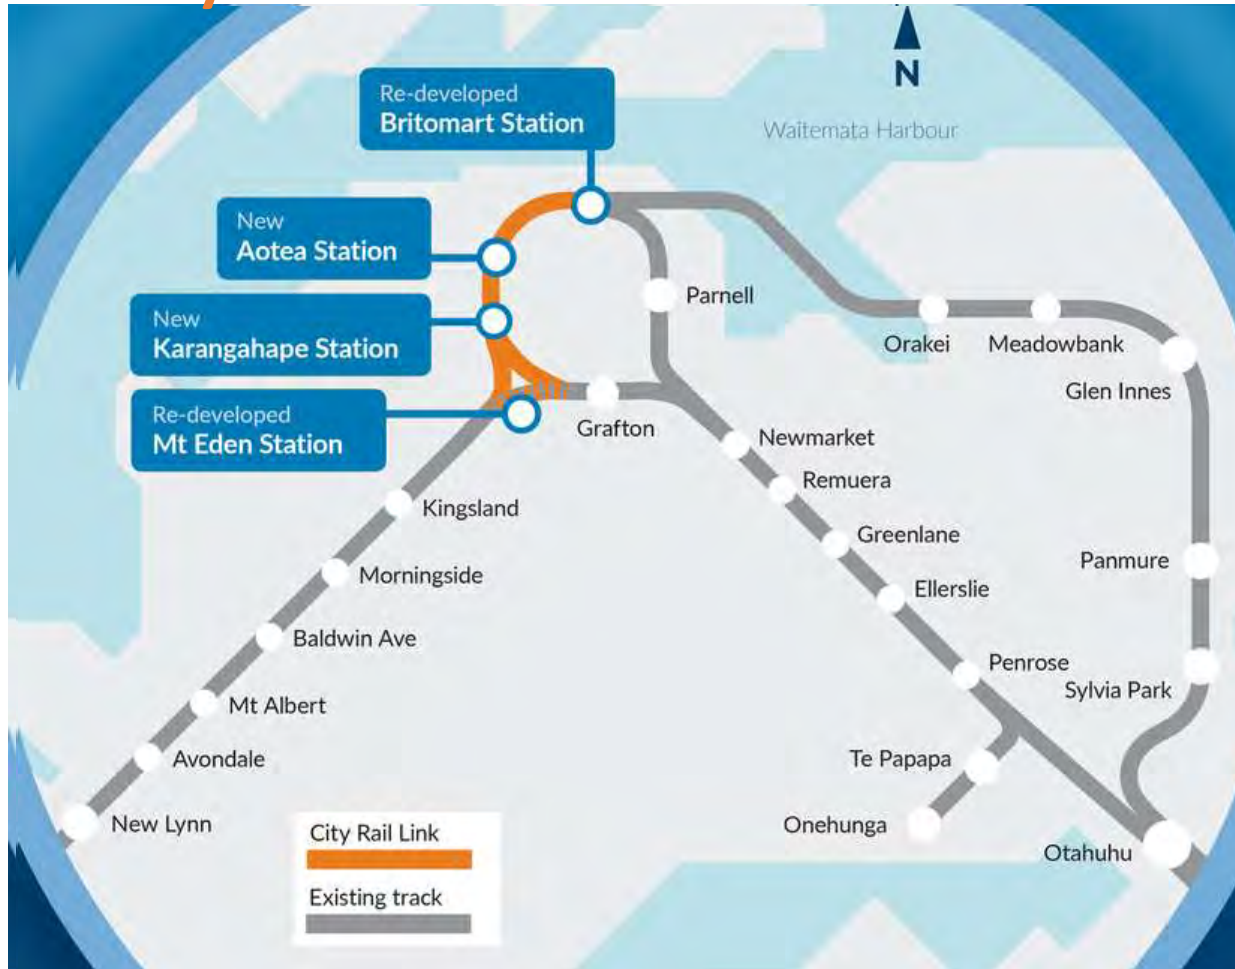 N
Waitemata Harbour
Re-developed
Britomart Station
New
Aotea Station
New
Karangahape Station
Re-developed
Mt Eden Station
Parnell
Orakei
Meadowbank
Glen Innes
Grafton
Newmarket
Remuera
Greenlane
Ellerslie
Penrose
Panmure
Sylvia Park
Kingsland
Morningside
Baldwin Ave
Mt Albert
Avondale
New Lynn
Te Papapa
Onehunga
Otahuhu
City Rail Link
Existing track